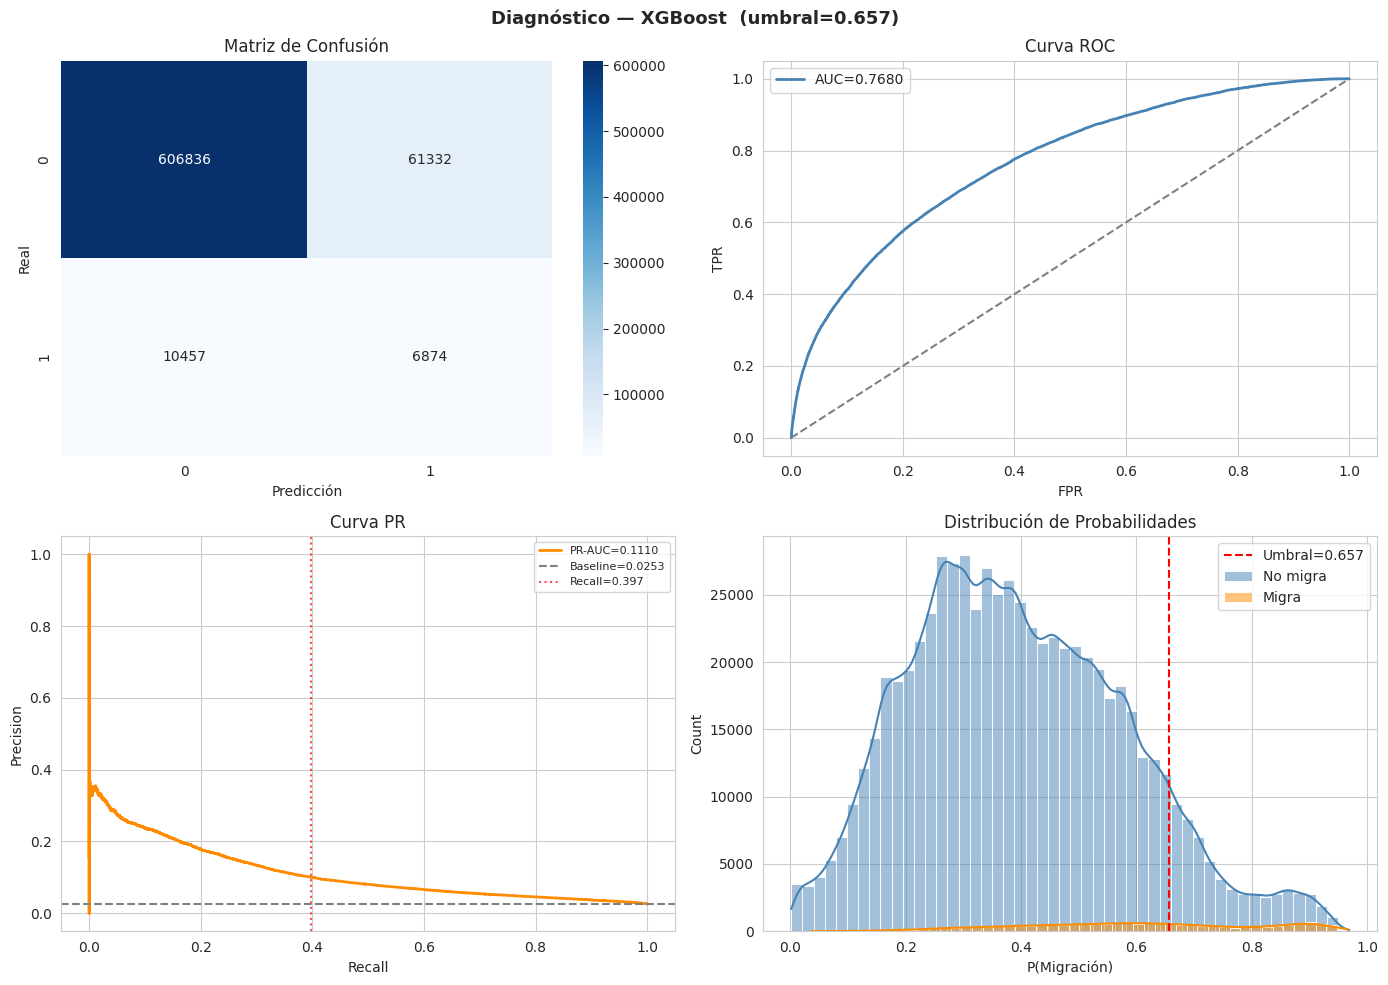 Diagnóstico — XGBoost  (umbral=0.657)
Matriz de Confusión
Real
0
1
606836
61332
10457
6874
0
1
Predicción
600000
500000
400000
300000
200000
100000
Curva ROC
AUC=0.7680
TPR
1.0
0.8
0.6
0.4
0.2
0.0
0.0
0.2
0.4
0.6
0.8
1.0
FPR
Curva PR
PR-AUC=0.1110
Baseline=0.0253
Recall=0.397
Precision
1.0
0.8
0.6
0.4
0.2
0.0
0.0
0.2
0.4
0.6
0.8
1.0
Recall
Distribución de Probabilidades
Umbral=0.657
No migra
Migra
Count
25000
20000
15000
10000
5000
0
0.0
0.2
0.4
0.6
0.8
1.0
P(Migración)